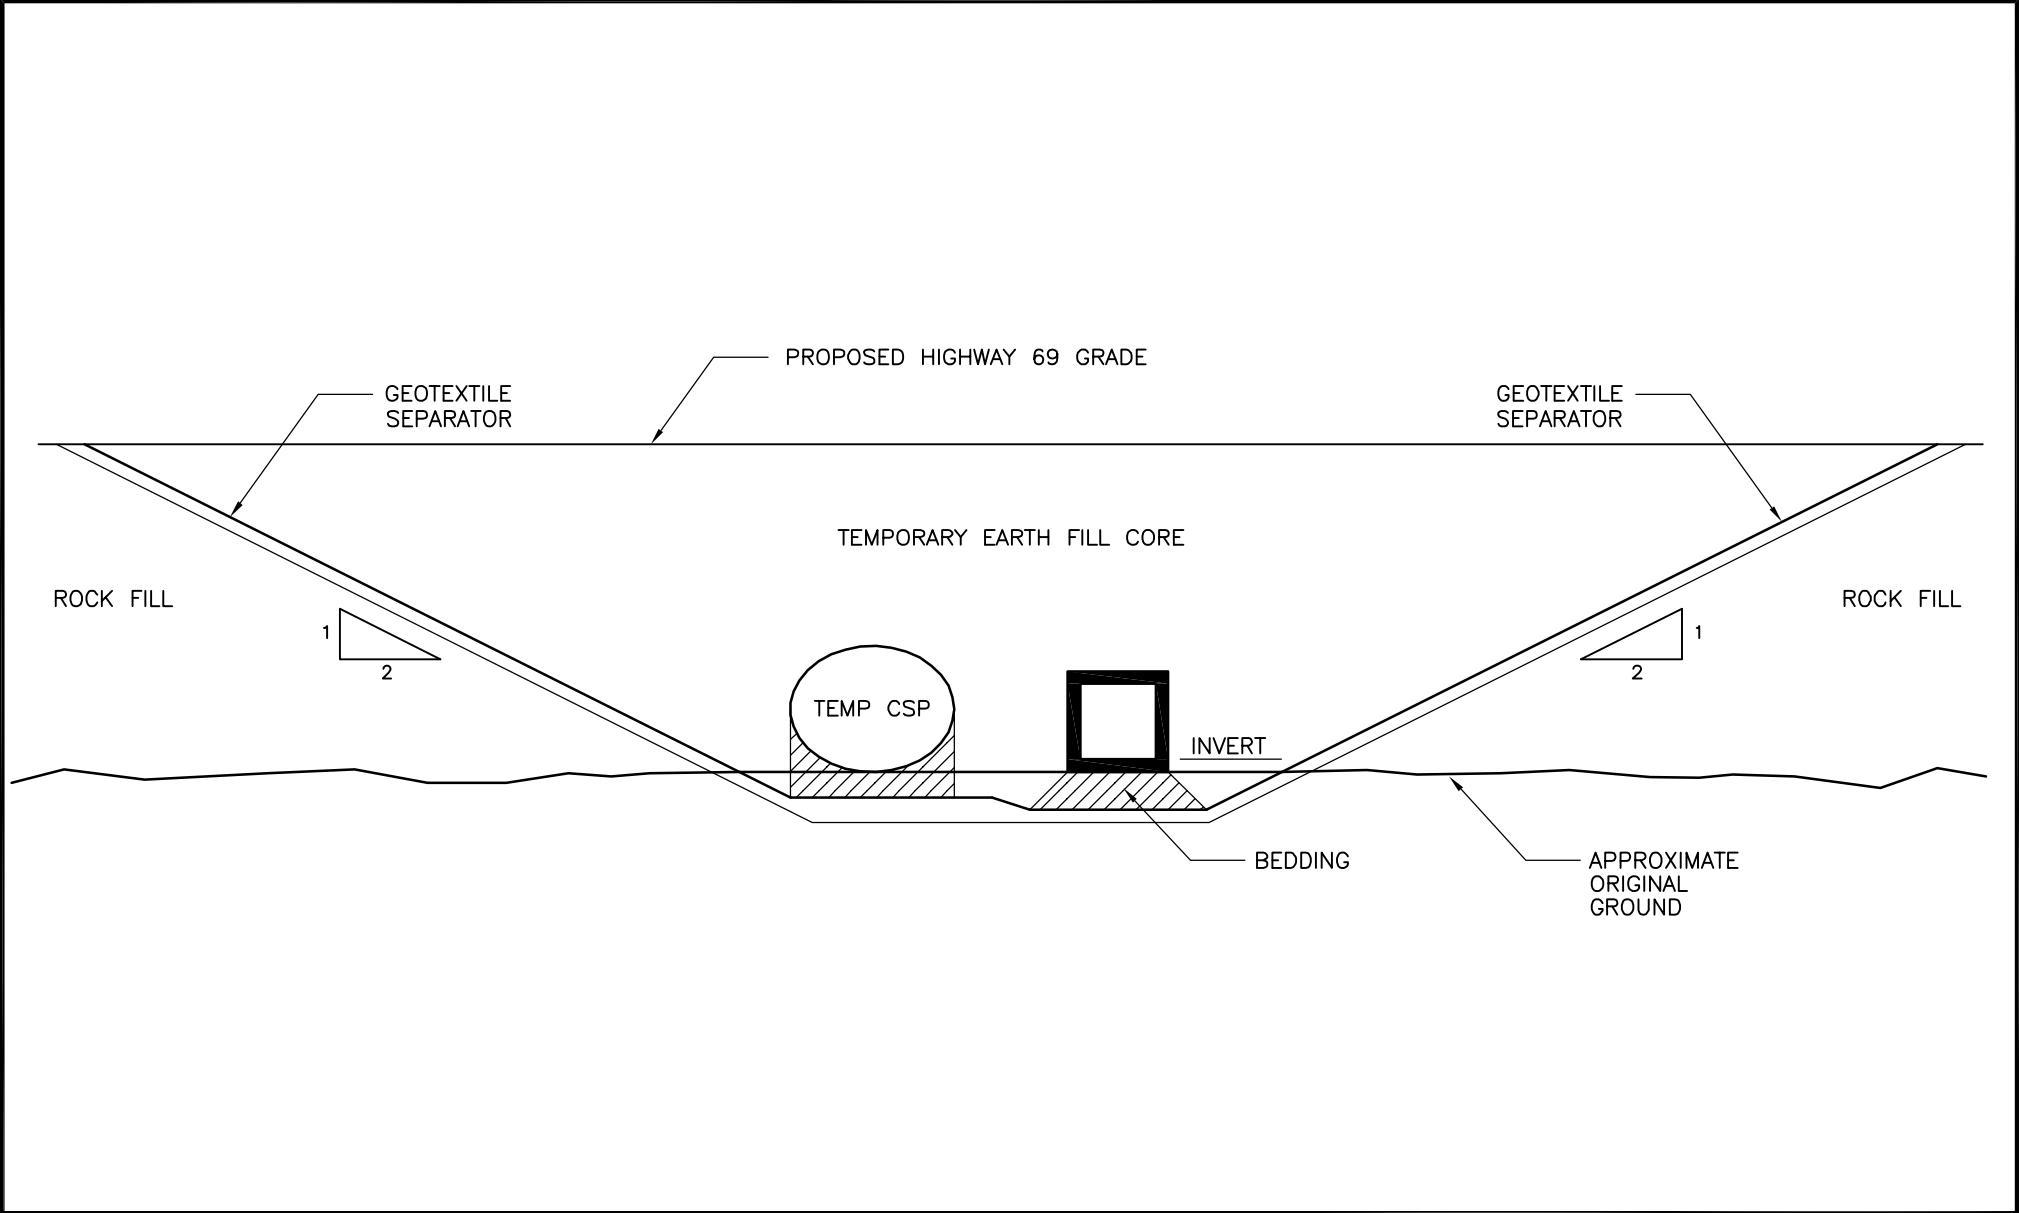 PROPOSED HIGHWAY 69 GRADE
GEOTEXTILE
SEPARATOR
GEOTEXTILE
SEPARATOR
TEMPORARY EARTH FILL CORE
ROCK FILL
ROCK FILL
1
2
1
2
TEMP CSP
INVERT
BEDDING
APPROXIMATE
ORIGINAL
GROUND